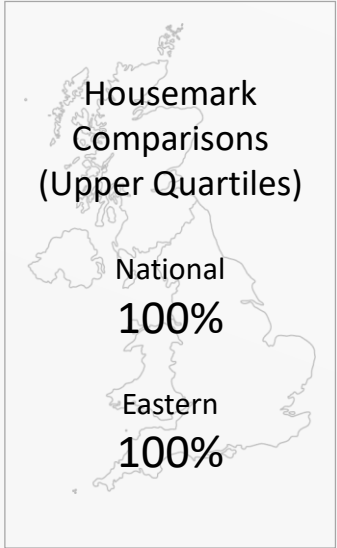 Housemark
Comparisons
(Upper Quartiles)
National
100%
Eastern
100%